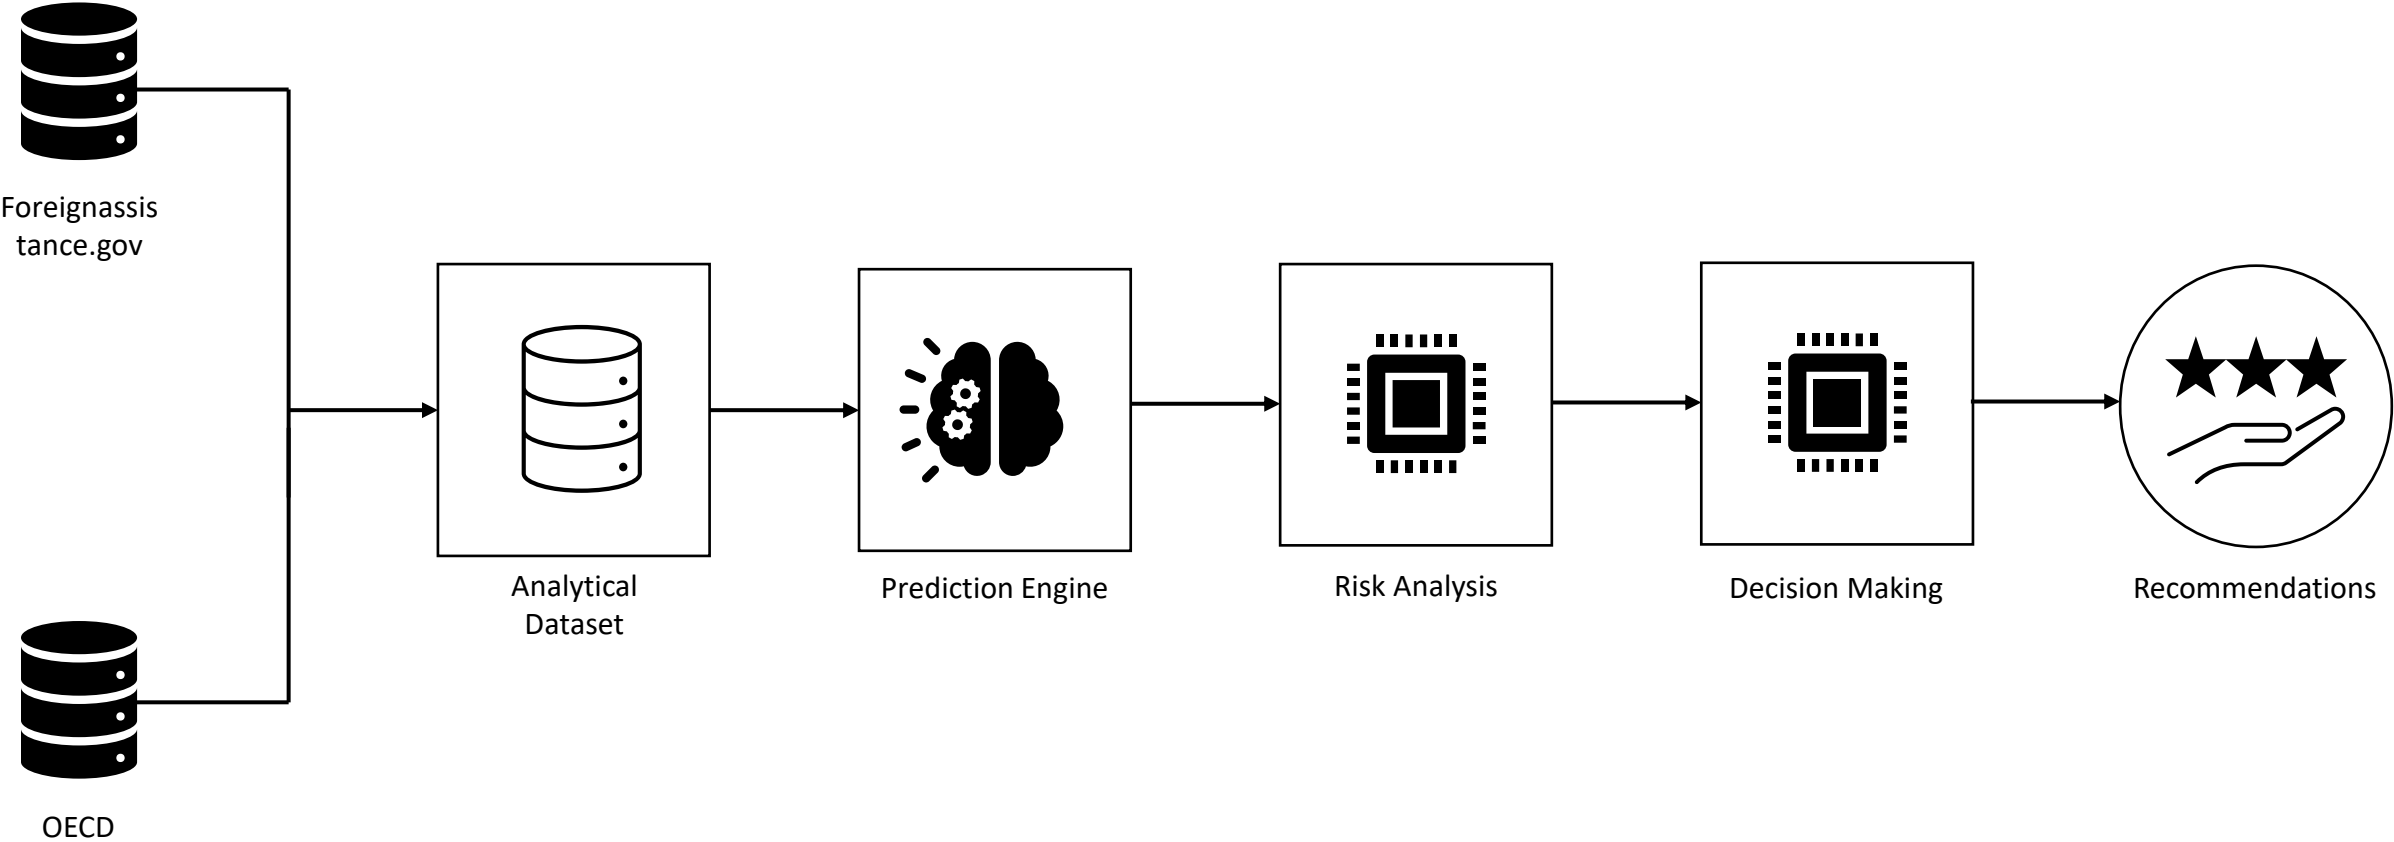 Foreignassis
tance.gov
Analytical
Dataset
Prediction Engine
Risk Analysis
Decision Making
Recommendations
OECD